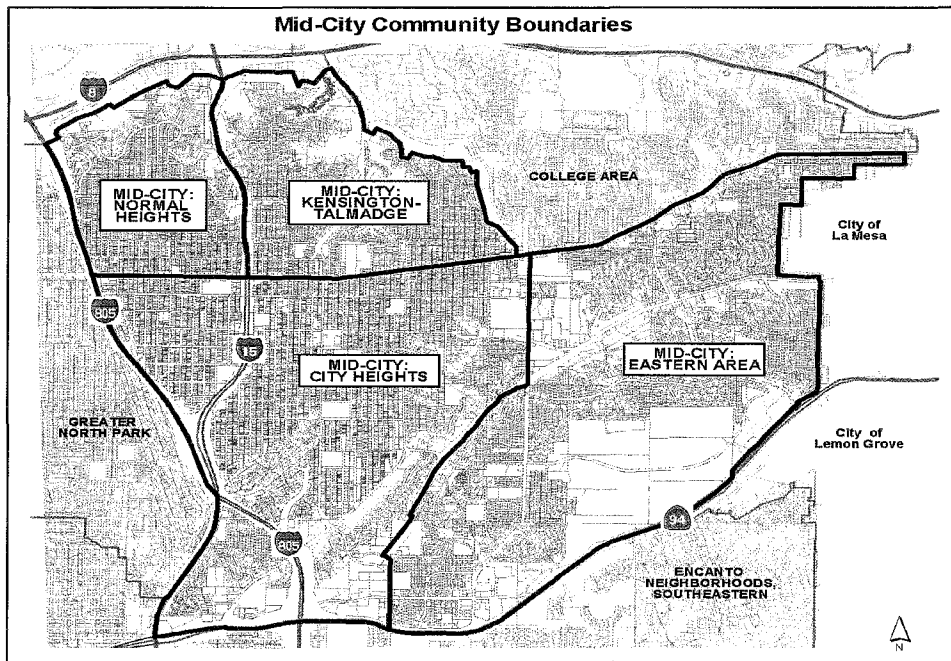 Mid-City Community Boundaries
8
MID-CITY:
NORMAL
HEIGHTS
MID-CITY:
KENSINGTON-
TALMADGE
COLLEGE AREA
City of
La Mesa
805
15
MID-CITY:
CITY HEIGHTS
MID-CITY:
EASTERN AREA
GREATER
NORTH PARK
City of
Lemon Grove
94
805
ENCANTO
NEIGHBORHOODS,
SOUTHEASTERN
N